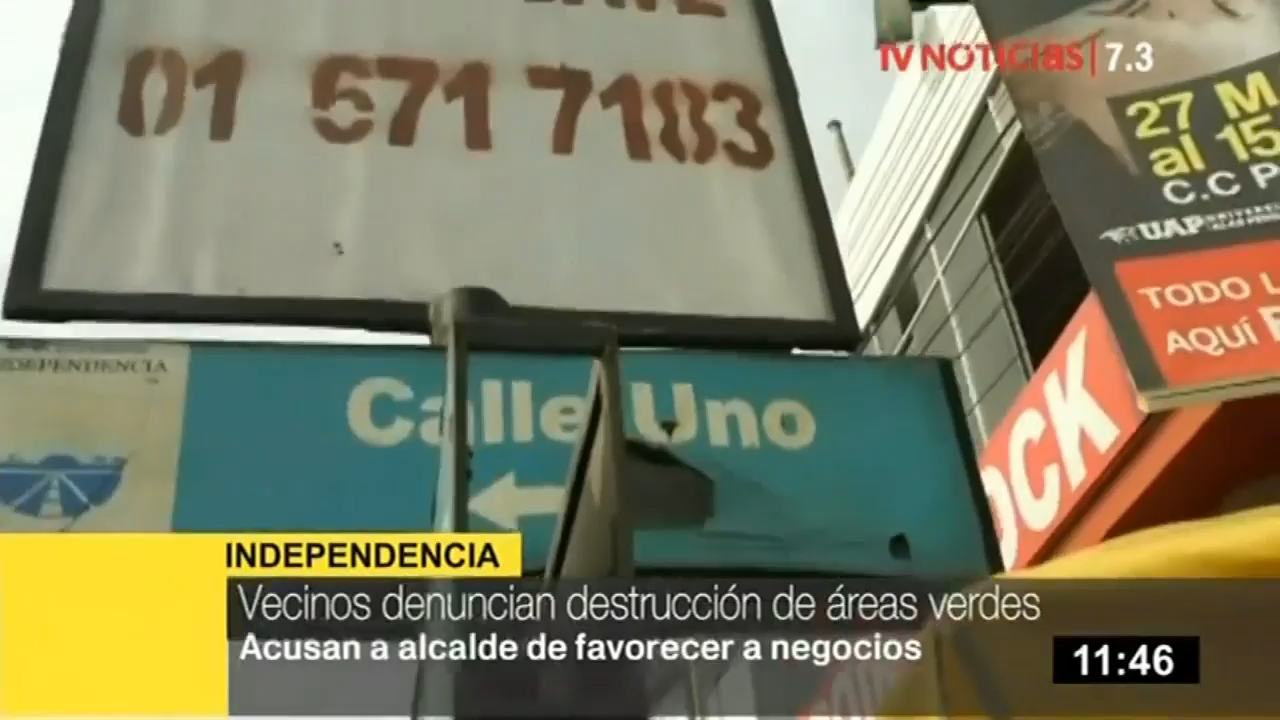 TV NOTICIAS | 7.3
01 671 7183
27 M
al 15
C.C P
UAP
TODO L
AQUÍ
INDEPENDENCIA
Calle Uno
OCK
INDEPENDENCIA
Vecinos denuncian destrucción de áreas verdes
Acusan a alcalde de favorecer a negocios
11:46